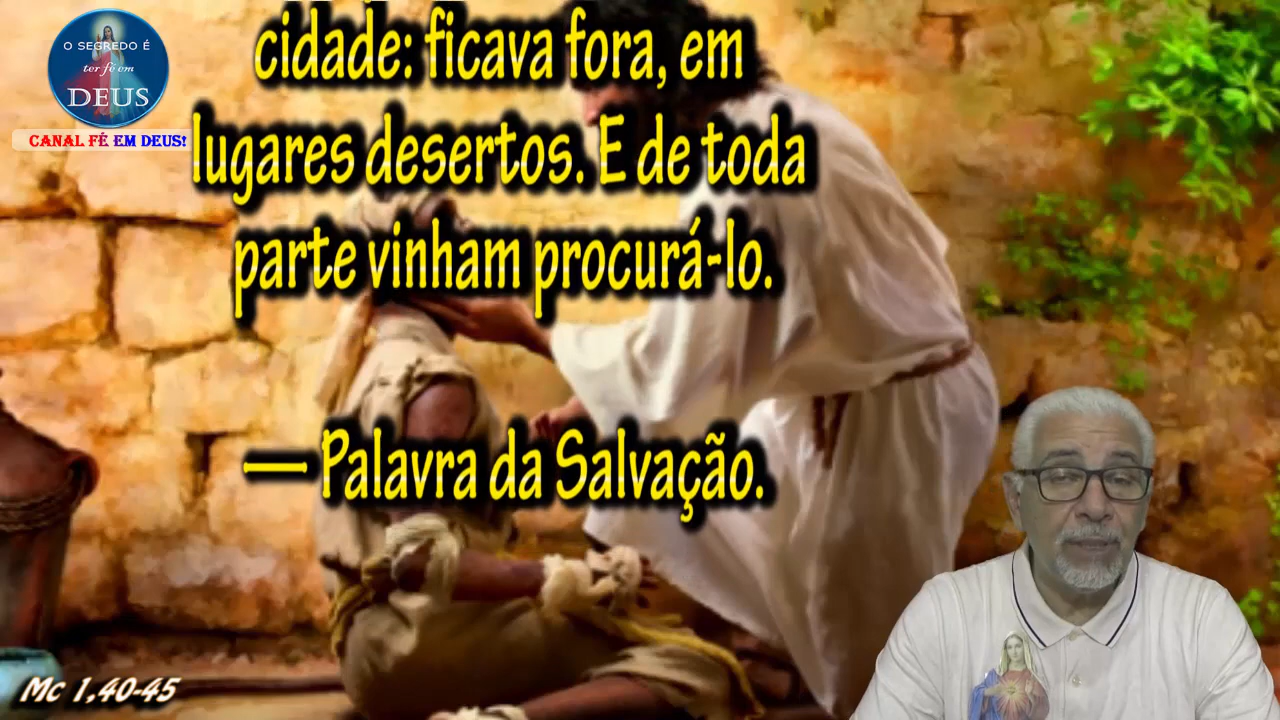 O SEGREDO É
ter fé em
DEUS
CANAL FÉ EM DEUS!
cidade: ficava fora, em
lugares desertos. E de toda
parte vinham procurá-lo.
— Palavra da Salvação.
Mc 1,40-45